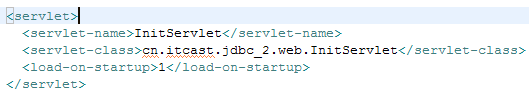 <servlet>
<servlet-name>InitServlet</servlet-name>
<servlet-class>cn.itcast.jdbc_2.web.InitServlet</servlet-class>
<load-on-startup>1</load-on-startup>
</servlet>